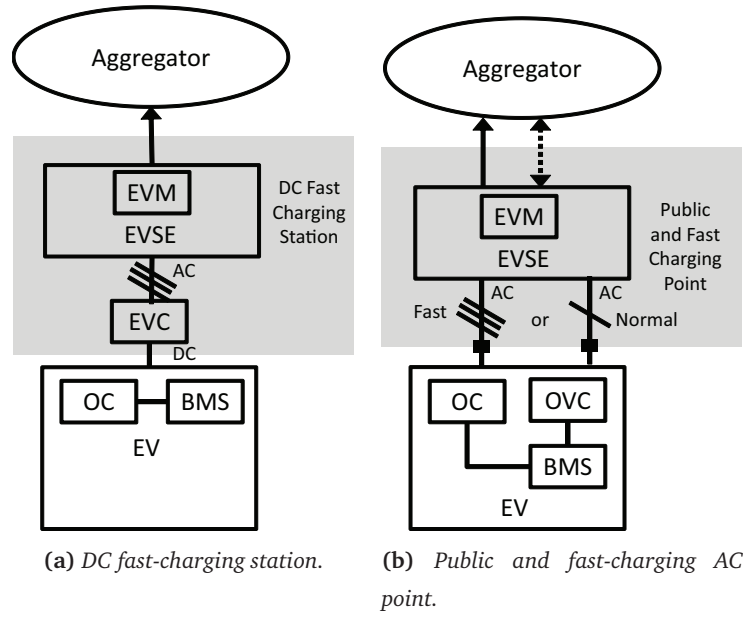 Aggregator
EVM
EVSE
DC Fast
Charging
Station
AC
EVC
DC
OC
BMS
EV
(a) DC fast-charging station.
Aggregator
EVM
EVSE
Public
and Fast
Charging
Point
AC
AC
Fast
or
Normal
OC
OVC
BMS
EV
(b) Public and fast-charging AC
point.